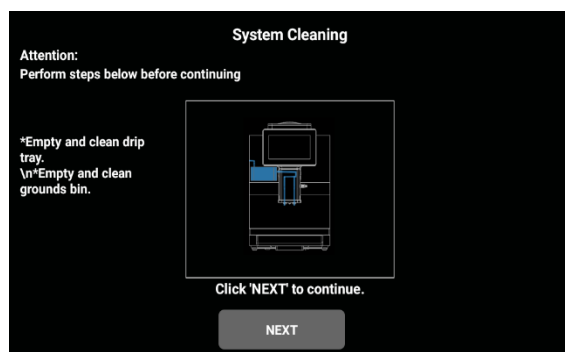 System Cleaning
Attention:
Perform steps below before continuing
*Empty and clean drip
tray.
\n*Empty and clean
grounds bin.
Click 'NEXT' to continue.
NEXT